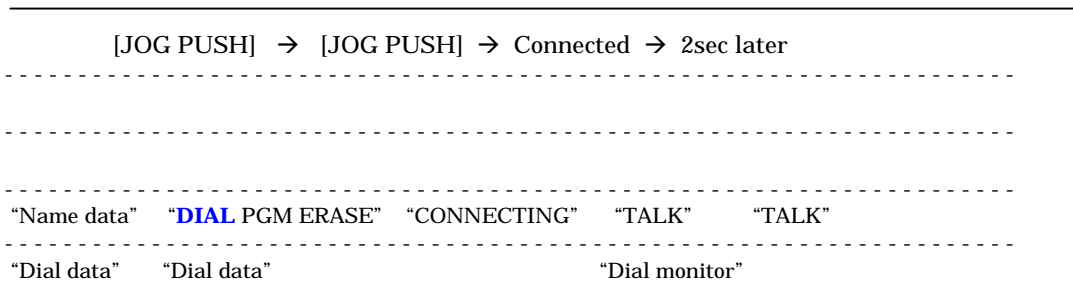 [JOG PUSH] → [JOG PUSH] → Connected → 2sec later
“Name data” “DIAL PGM ERASE” “CONNECTING” “TALK” “TALK”
“Dial data” “Dial data” “Dial monitor”